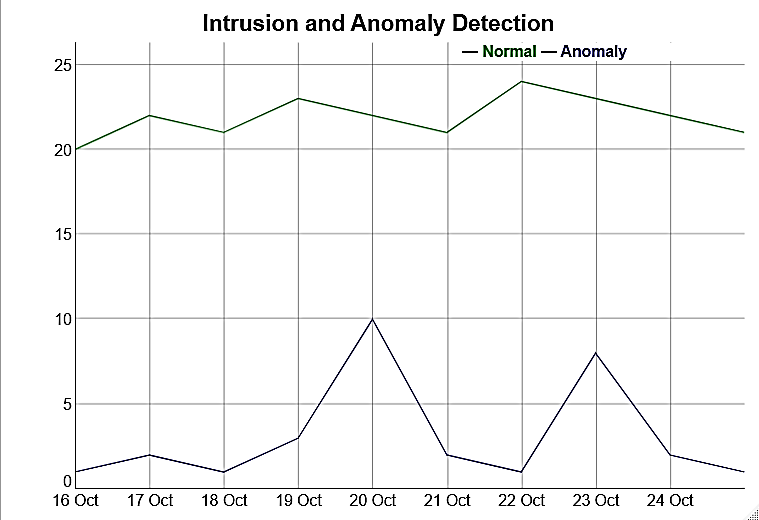 Intrusion and Anomaly Detection
— Normal — Anomaly
25
20
15
10
5
0
16 Oct 17 Oct 18 Oct 19 Oct 20 Oct 21 Oct 22 Oct 23 Oct 24 Oct